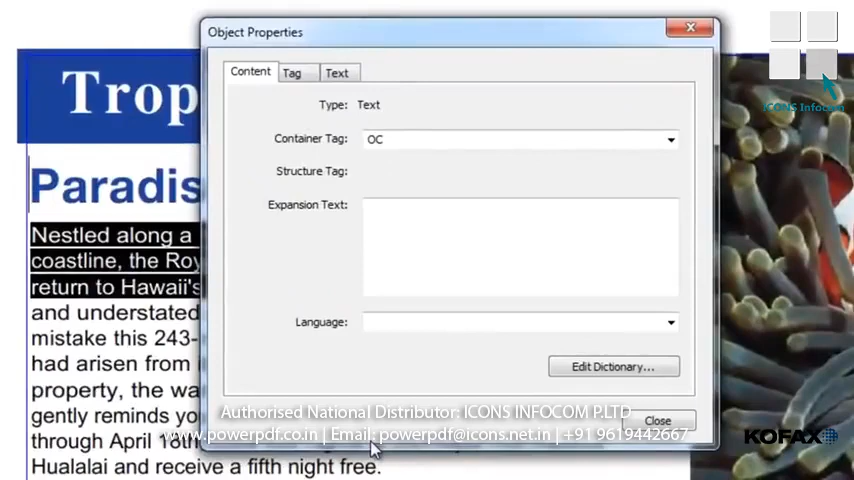 Object Properties
Trop
Content Tag Text
ICONS Infocom
Type: Text
Container Tag: OC
Structure Tag:
Expansion Text:
Language:
Edit Dictionary...
Close
Paradis
Nestled along a
coastline, the Roy
return to Hawaii's
and understated
mistake this 243-
had arisen from
property, the wa
gently reminds yo
through April 18th
Hualalai and receive a fifth night free.
Authorised National Distributor: ICONS INFOCOM P.LTD
www.powerpdf.co.in | Email: powerpdf@icons.net.in | +91 9619442667
KOFAX